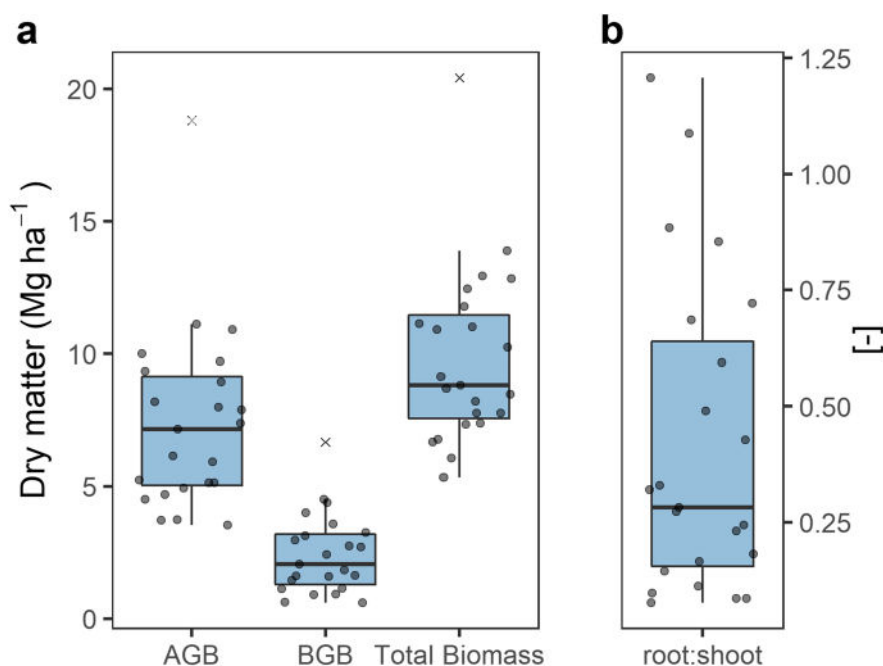 a
b
Dry matter (Mg ha⁻¹)
20
15
10
5
0
AGB
BGB
Total Biomass
1.25
1.00
0.75
0.50
0.25
[-]
root:shoot